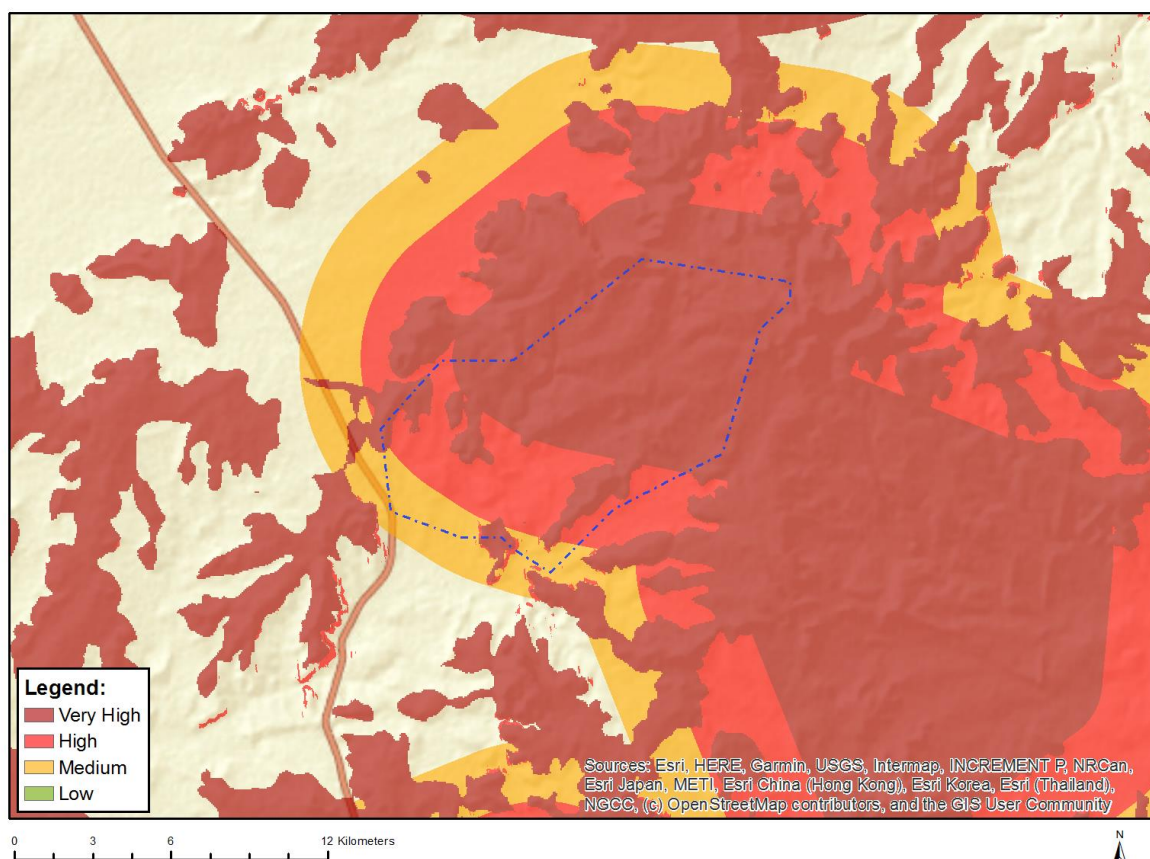 Legend:
Very High
High
Medium
Low
Sources: Esri, HERE, Garmin, USGS, Intermap, INCREMENT P, NRCan,
Esri Japan, METI, Esri China (Hong Kong), Esri Korea, Esri (Thailand),
NGCC, (c) OpenStreetMap contributors, and the GIS User Community
0 3 6 12 Kilometers
N